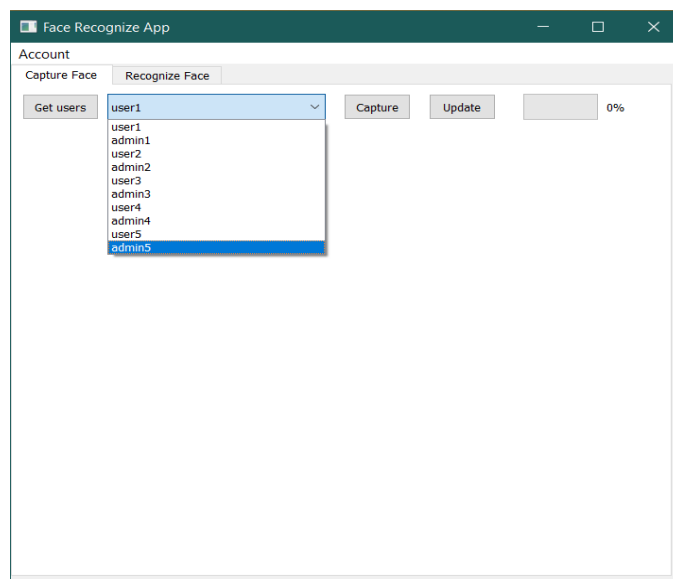 Face Recognize App
Account
Capture Face Recognize Face
Get users user1 Capture Update 0%
user1
admin1
user2
admin2
user3
admin3
user4
admin4
user5
admin5